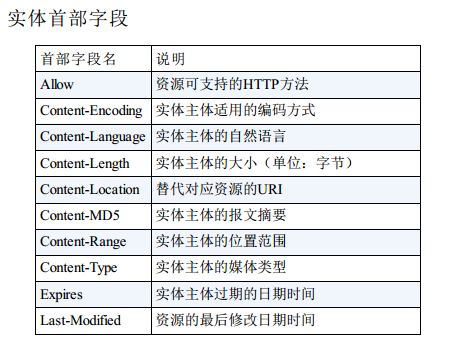 实体首部字段
首部字段名 说明
Allow 资源可支持的HTTP方法
Content-Encoding 实体主体适用的编码方式
Content-Language 实体主体的自然语言
Content-Length 实体主体的大小（单位：字节）
Content-Location 替代对应资源的URI
Content-MD5 实体主体的报文摘要
Content-Range 实体主体的位置范围
Content-Type 实体主体的媒体类型
Expires 实体主体过期的日期时间
Last-Modified 资源的最后修改日期时间